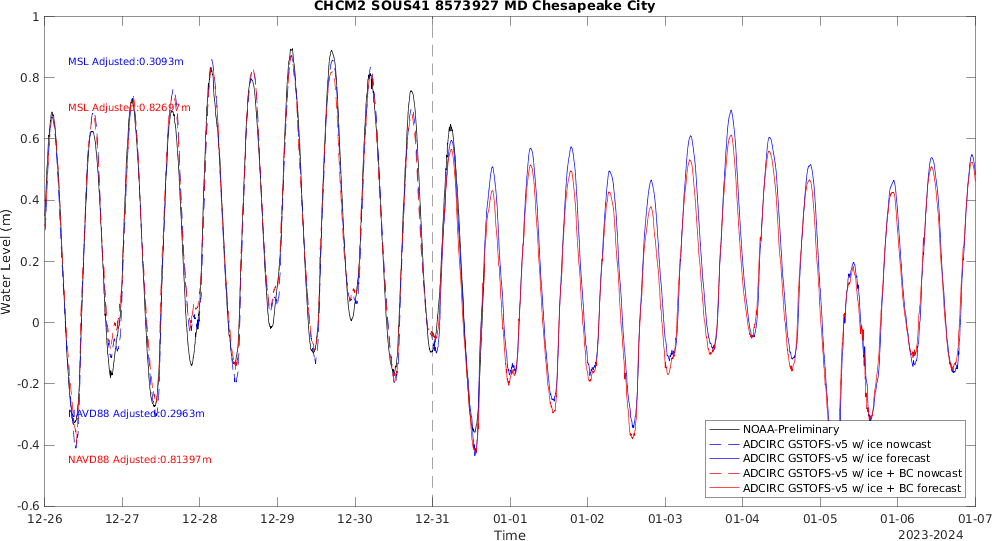 CHCM2 SOUS41 8573927 MD Chesapeake City
1
0.8
0.6
0.4
0.2
0
-0.2
-0.4
-0.6
Water Level (m)
MSL Adjusted:0.3093m
MSL Adjusted:0.82697m
NAVD88 Adjusted:0.2963m
NAVD88 Adjusted:0.81397m
NOAA-Preliminary
ADCIRC GSTOFS-v5 w/ ice nowcast
ADCIRC GSTOFS-v5 w/ ice forecast
ADCIRC GSTOFS-v5 w/ ice + BC nowcast
ADCIRC GSTOFS-v5 w/ ice + BC forecast
12-26 12-27 12-28 12-29 12-30 12-31 01-01 01-02 01-03 01-04 01-05 01-06 01-07
Time
2023-2024